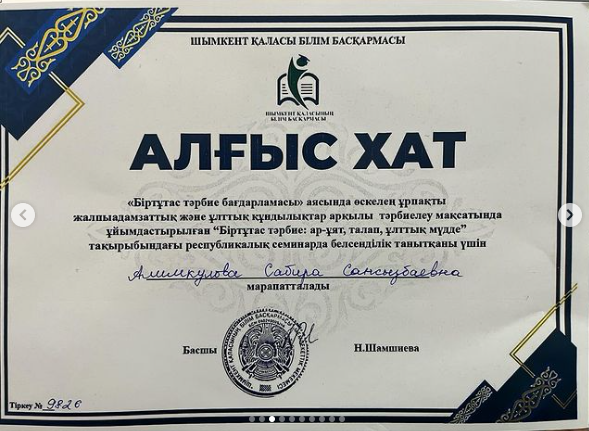 ШЫМКЕНТ ҚАЛАСЫ БІЛІМ БАСҚАРМАСЫ
ШЫМКЕНТ ҚАЛАСЫНЫҢ
БІЛІМ БАСҚАРМАСЫ
АЛҒЫС ХАТ
«Біртұтас тәрбие бағдарламасы» аясында өскелең ұрпақты
жалпыадамзаттық және ұлттық құндылықтар арқылы тәрбиелеу мақсатында
ұйымдастырылған “Біртұтас тәрбие: ар-ұят, талап, ұлттық мүдде”
тақырыбындағы республикалық семинарда белсенділік танытқаны үшін
Алимкулова Сабира Сансызбаевна
марапатталады
Басшы Н.Шамшиева
Тіркеу № 9826